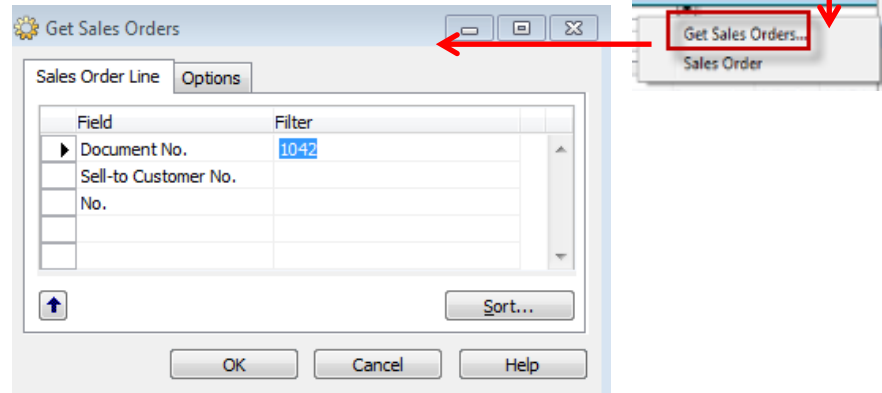 Get Sales Orders
Get Sales Orders...
Sales Order
Sales Order Line Options
Field Filter
Document No. 1042
Sell-to Customer No.
No.
Sort...
OK Cancel Help